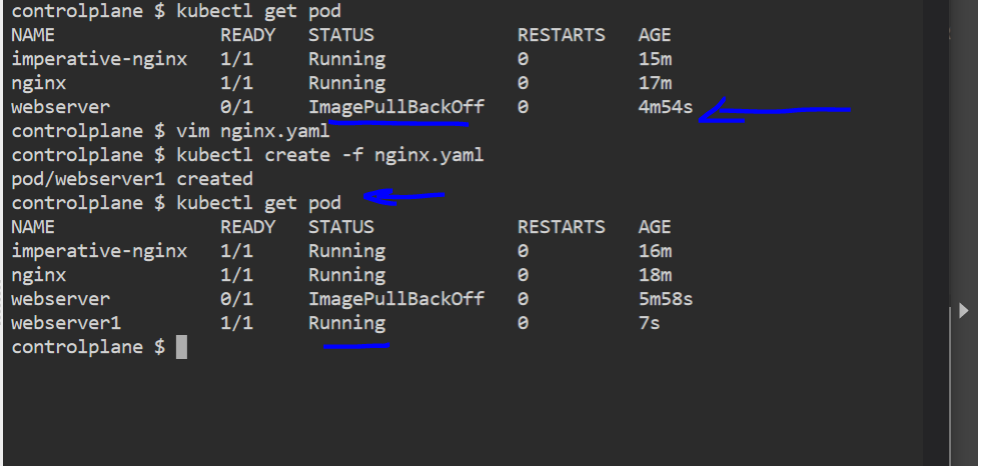 controlplane $ kubectl get pod
NAME READY STATUS RESTARTS AGE
imperative-nginx 1/1 Running 0 15m
nginx 1/1 Running 0 17m
webserver 0/1 ImagePullBackOff 0 4m54s
controlplane $ vim nginx.yaml
controlplane $ kubectl create -f nginx.yaml
pod/webserver1 created
controlplane $ kubectl get pod
NAME READY STATUS RESTARTS AGE
imperative-nginx 1/1 Running 0 16m
nginx 1/1 Running 0 18m
webserver 0/1 ImagePullBackOff 0 5m58s
webserver1 1/1 Running 0 7s
controlplane $